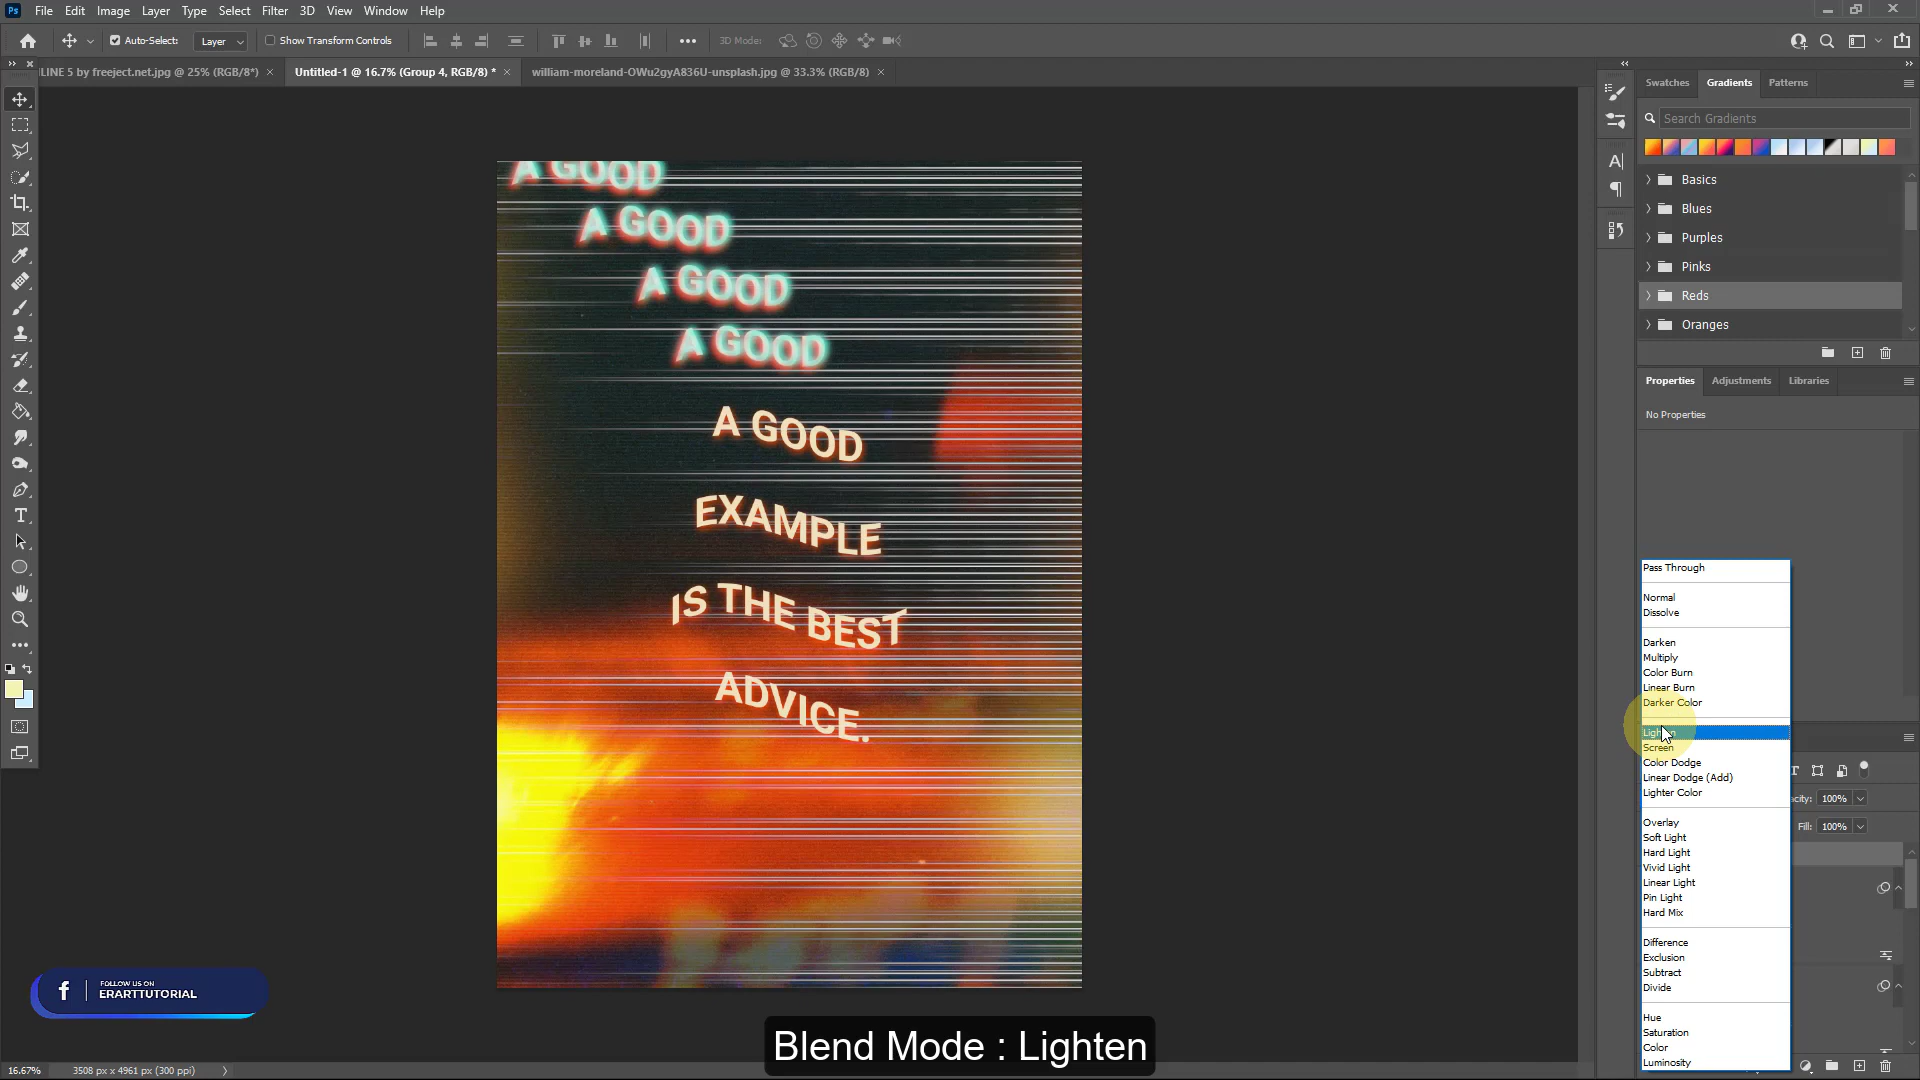 Ps File Edit Image Layer Type Select Filter 3D View Window Help
Auto-Select: Layer Show Transform Controls 3D Mode:
LINE 5 by freeject.net.jpg @ 25% (RGB/8*) Untitled-1 @ 16.7% (Group 4, RGB/8) * william-moreland-OWu2gyA836U-unsplash.jpg @ 33.3% (RGB/8)
Swatches Gradients Patterns
Search Gradients
Basics
Blues
Purples
Pinks
Reds
Oranges
Properties Adjustments Libraries
No Properties
A GOOD
A GOOD
A GOOD
A GOOD
A GOOD
EXAMPLE
IS THE BEST
ADVICE.
Pass Through
Normal
Dissolve
Darken
Multiply
Color Burn
Linear Burn
Darker Color
Lighten
Screen
Color Dodge
Linear Dodge (Add)
Lighter Color
Overlay
Soft Light
Hard Light
Vivid Light
Linear Light
Pin Light
Hard Mix
Difference
Exclusion
Subtract
Divide
Hue
Saturation
Color
Luminosity
100%
Fill: 100%
f FOLLOW US ON
ERARTTUTORIAL
Blend Mode : Lighten
16.67% 3508 px x 4961 px (300 ppi)